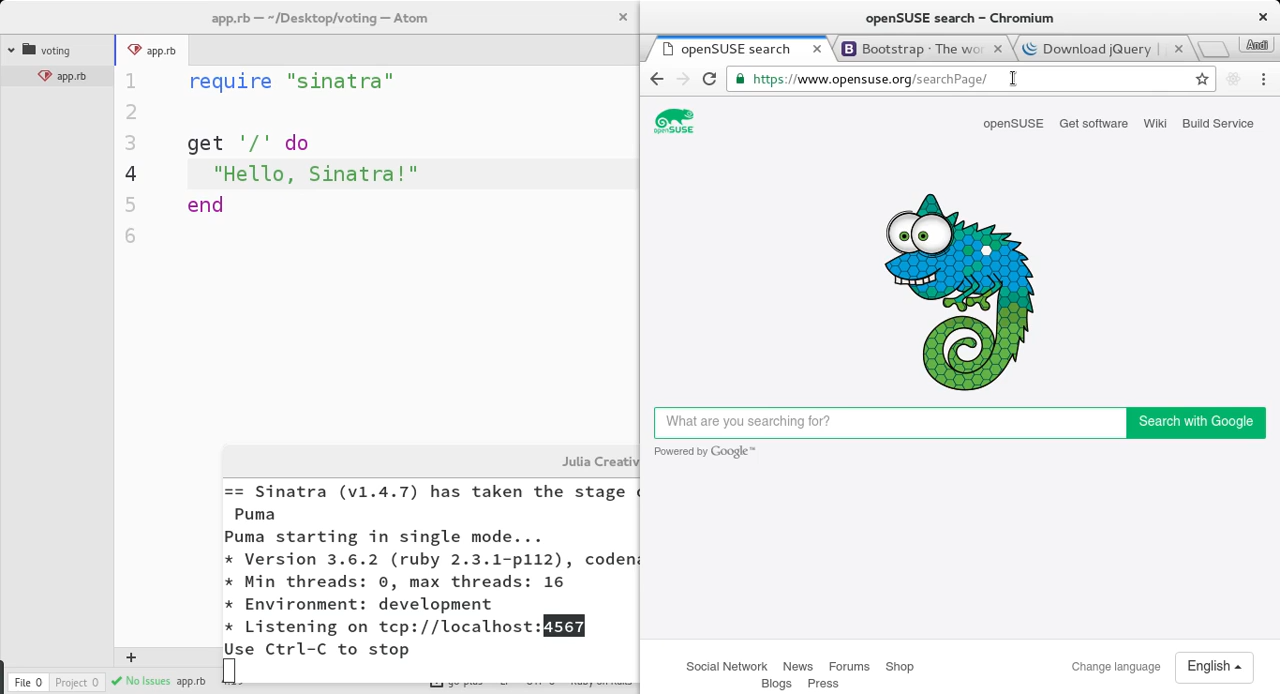 app.rb — ~/Desktop/voting — Atom
voting
app.rb
app.rb
1 require "sinatra"
2
3 get '/' do
4 "Hello, Sinatra!"
5 end
6
Julia Creativ
== Sinatra (v1.4.7) has taken the stage
Puma
Puma starting in single mode...
* Version 3.6.2 (ruby 2.3.1-p112), coden
* Min threads: 0, max threads: 16
* Environment: development
* Listening on tcp://localhost:4567
Use Ctrl-C to stop
File 0 Project 0 No Issues app.rb
openSUSE search - Chromium
openSUSE search Bootstrap · The wor Download jQuery | Andi
https://www.opensuse.org/searchPage/
openSUSE openSUSE Get software Wiki Build Service
What are you searching for? Search with Google
Powered by Google™
Social Network News Forums Shop
Blogs Press
Change language English